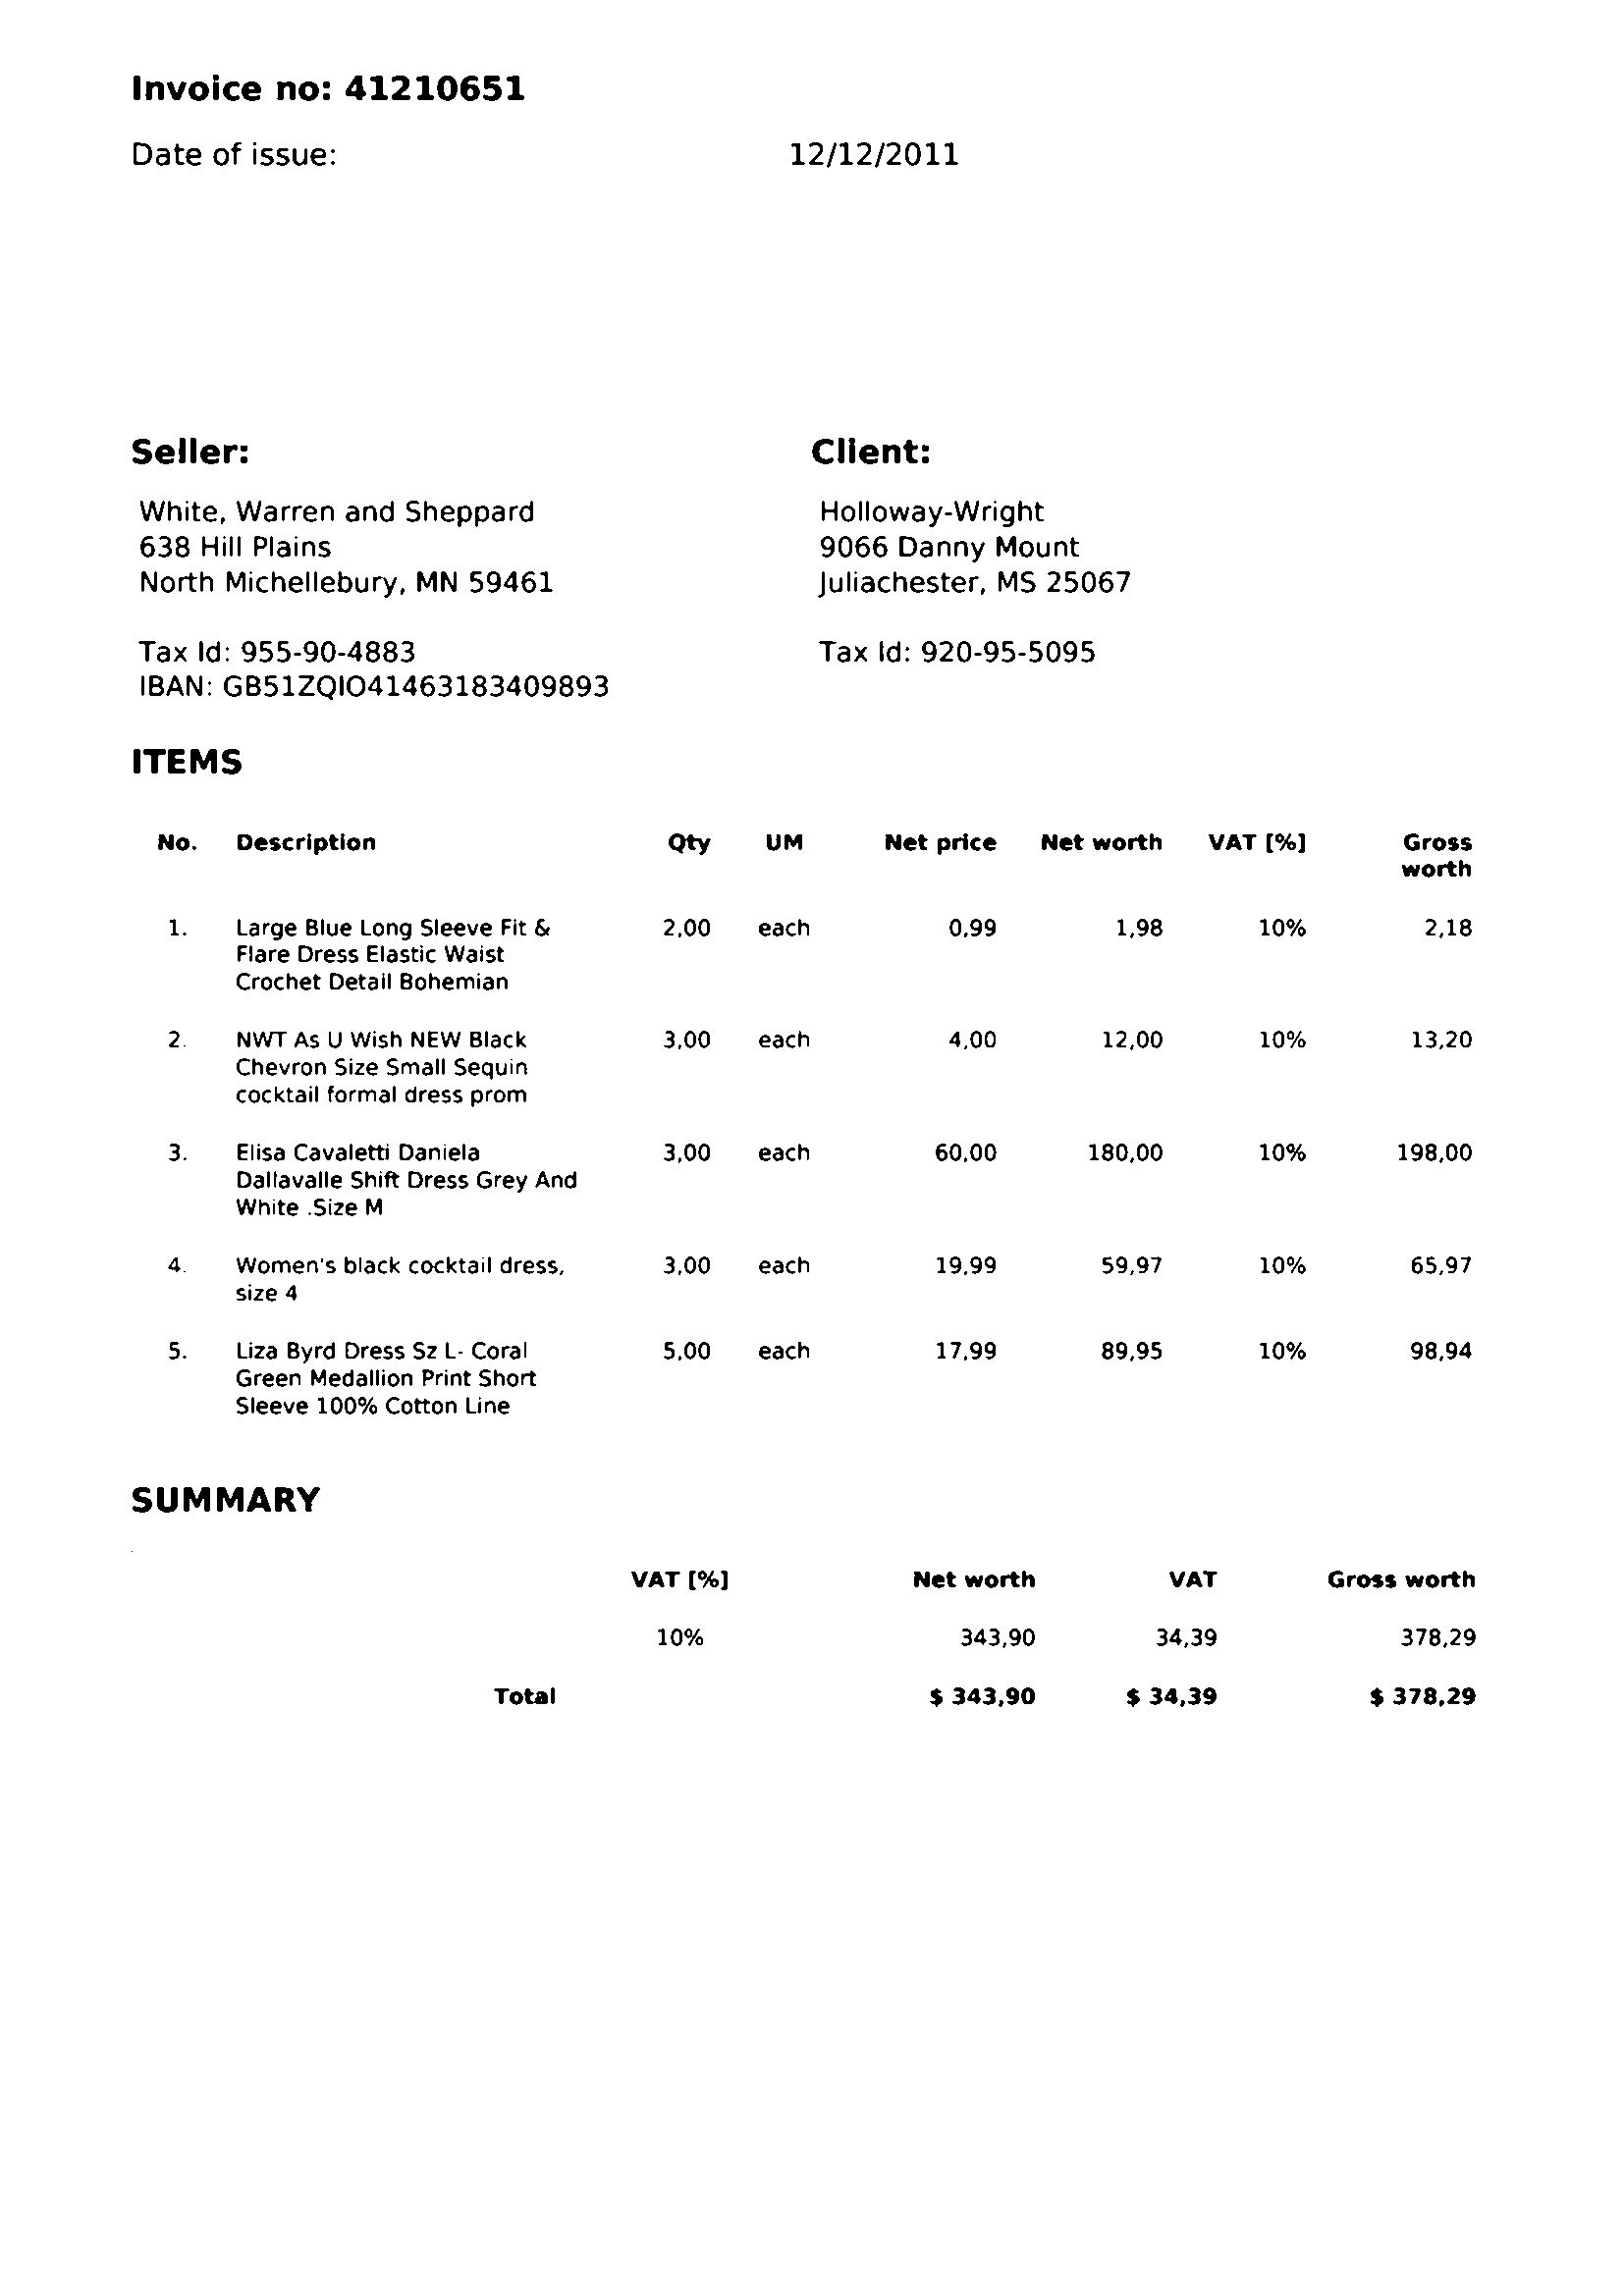 Invoice no: 41210651
Date of issue: 12/12/2011
Seller: Client:
White, Warren and Sheppard Holloway-Wright
638 Hill Plains 9066 Danny Mount
North Michellebury, MN 59461 Juliachester, MS 25067
Tax Id: 955-90-4883 Tax Id: 920-95-5095
IBAN: GB51ZQIO41463183409893
ITEMS
No. Description Qty UM Net price Net worth VAT [%] Gross
worth
1. Large Blue Long Sleeve Fit & 2,00 each 0,99 1,98 10% 2,18
Flare Dress Elastic Waist
Crochet Detail Bohemian
2. NWT As U Wish NEW Black 3,00 each 4,00 12,00 10% 13,20
Chevron Size Small Sequin
cocktail formal dress prom
3. Elisa Cavaletti Daniela 3,00 each 60,00 180,00 10% 198,00
Dallavalle Shift Dress Grey And
White .Size M
4. Women's black cocktail dress, 3,00 each 19,99 59,97 10% 65,97
size 4
5. Liza Byrd Dress Sz L- Coral 5,00 each 17,99 89,95 10% 98,94
Green Medallion Print Short
Sleeve 100% Cotton Line
SUMMARY
VAT [%] Net worth VAT Gross worth
10% 343,90 34,39 378,29
Total $ 343,90 $ 34,39 $ 378,29